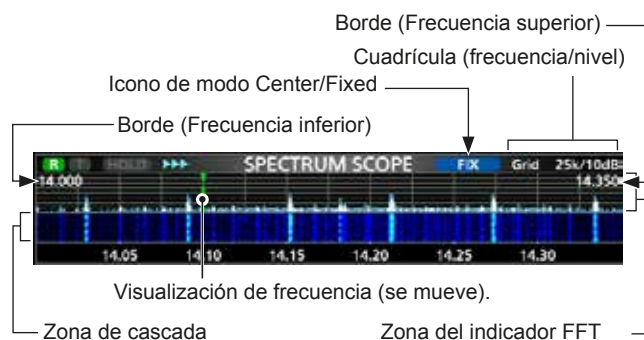 Borde (Frecuencia superior)
Cuadrícula (frecuencia/nivel)
Icono de modo Center/Fixed
Borde (Frecuencia inferior)
R T HOLD SPECTRUM SCOPE FIX Grid 25k/10dB
14.000 14.350
14.05 14.10 14.15 14.20 14.25 14.30
Visualización de frecuencia (se mueve).
Zona de cascada Zona del indicador FFT